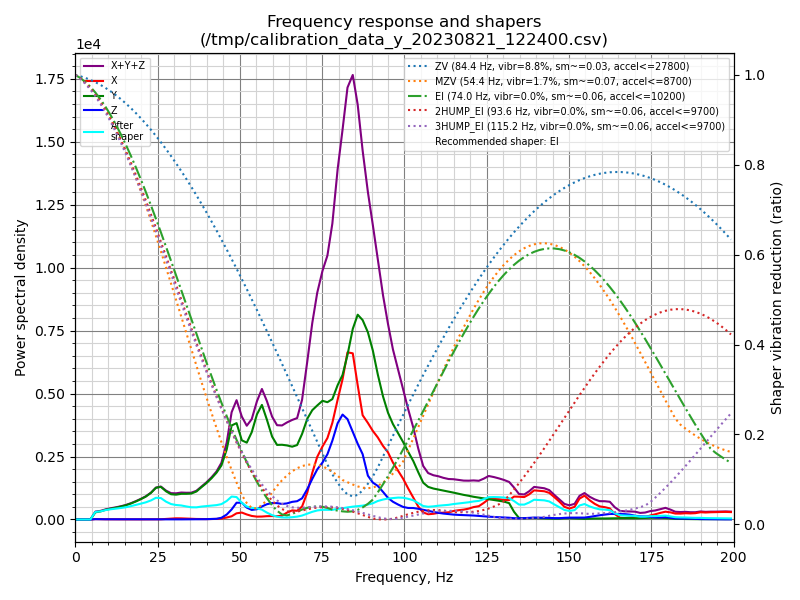 Frequency response and shapers
(/tmp/calibration_data_y_20230821_122400.csv)
1e4
X+Y+Z
X
Y
Z
After
shaper
ZV (84.4 Hz, vibr=8.8%, sm~=0.03, accel<=27800)
MZV (54.4 Hz, vibr=1.7%, sm~=0.07, accel<=8700)
EI (74.0 Hz, vibr=0.0%, sm~=0.06, accel<=10200)
2HUMP_EI (93.6 Hz, vibr=0.0%, sm~=0.06, accel<=9700)
3HUMP_EI (115.2 Hz, vibr=0.0%, sm~=0.06, accel<=9700)
Recommended shaper: EI
Power spectral density
1.75
1.50
1.25
1.00
0.75
0.50
0.25
0.00
1.0
0.8
0.6
0.4
0.2
0.0
Shaper vibration reduction (ratio)
0 25 50 75 100 125 150 175 200
Frequency, Hz